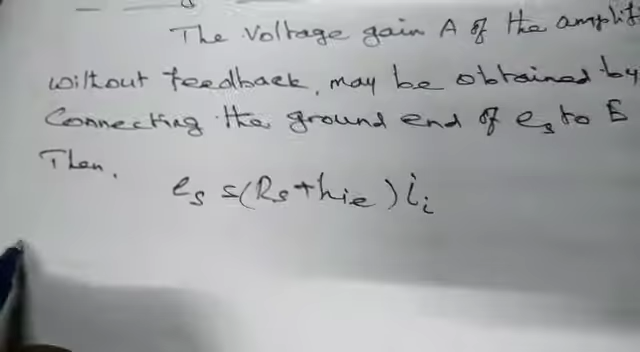 The voltage gain A of the amplif
without feedback, may be obtained by
Connecting the ground end of es to E
Then,
es = (Rs+hie) ii